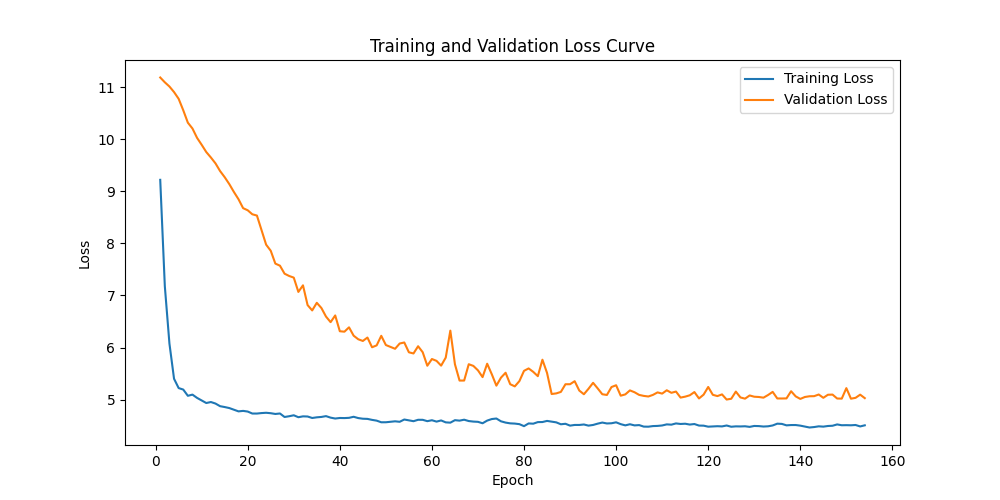 Training and Validation Loss Curve
Training Loss
Validation Loss
Loss
11
10
9
8
7
6
5
0 20 40 60 80 100 120 140 160
Epoch